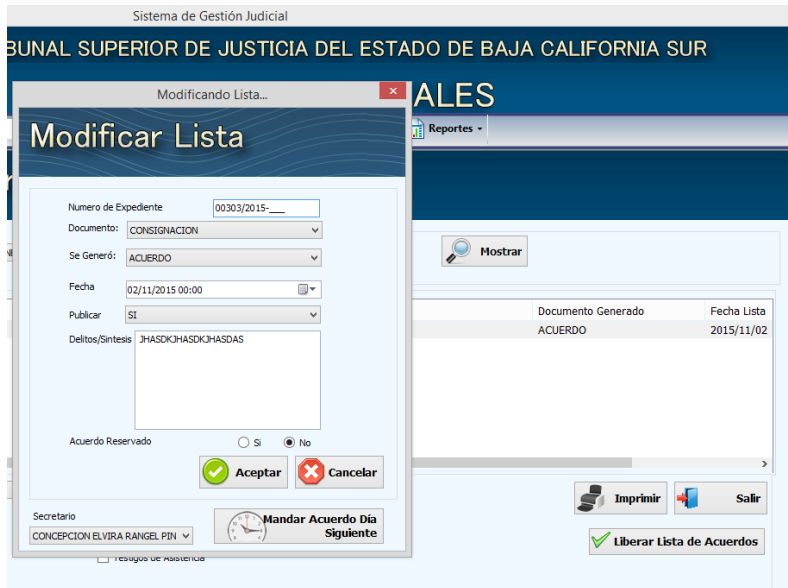 Sistema de Gestión Judicial
BUNAL SUPERIOR DE JUSTICIA DEL ESTADO DE BAJA CALIFORNIA SUR
Modificando Lista...
ALES
Modificar Lista
Reportes
Numero de Expediente 00303/2015-___
Documento: CONSIGNACION
Mostrar
Se Generó: ACUERDO
Fecha 02/11/2015 00:00
Publicar SI
Documento Generado Fecha Lista
Delitos/Sintesis JHASDKJHASDKJHASDAS
ACUERDO 2015/11/02
Acuerdo Reservado Si No
Aceptar Cancelar
Imprimir Salir
Secretario
CONCEPCION ELVIRA RANGEL PIN
Mandar Acuerdo Día
Siguiente
Liberar Lista de Acuerdos
Testigos de Asistencia